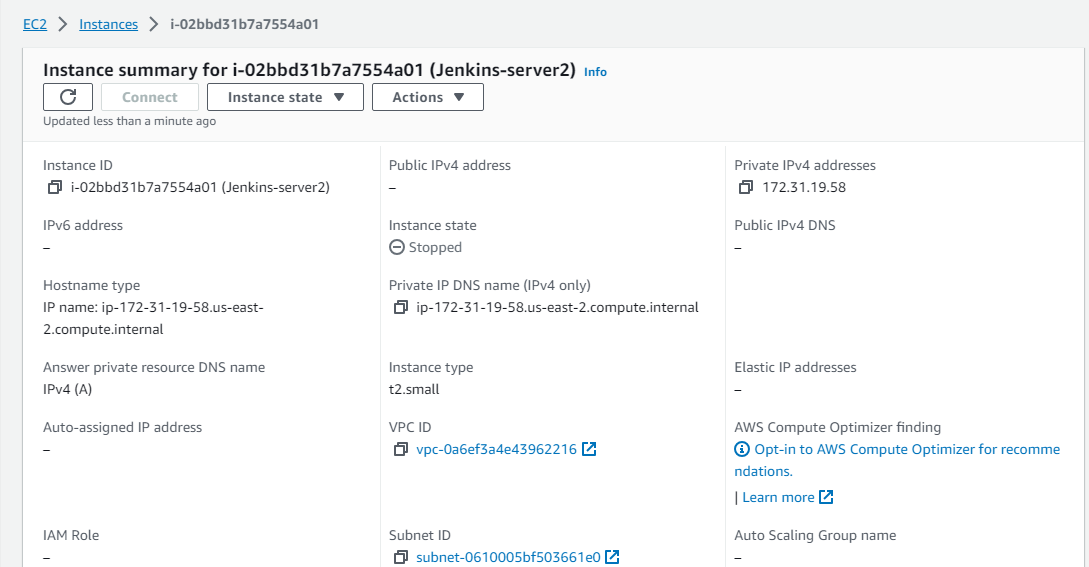 EC2 > Instances > i-02bbd31b7a7554a01
Instance summary for i-02bbd31b7a7554a01 (Jenkins-server2) Info
Connect Instance state ▼ Actions ▼
Updated less than a minute ago
Instance ID
i-02bbd31b7a7554a01 (Jenkins-server2)
Public IPv4 address
–
Private IPv4 addresses
172.31.19.58
IPv6 address
–
Instance state
Stopped
Public IPv4 DNS
–
Hostname type
IP name: ip-172-31-19-58.us-east-
2.compute.internal
Private IP DNS name (IPv4 only)
ip-172-31-19-58.us-east-2.compute.internal
Answer private resource DNS name
IPv4 (A)
Instance type
t2.small
Elastic IP addresses
–
Auto-assigned IP address
–
VPC ID
vpc-0a6ef3a4e43962216
AWS Compute Optimizer finding
Opt-in to AWS Compute Optimizer for recomme
ndations.
| Learn more
IAM Role
–
Subnet ID
subnet-0610005bf503661e0
Auto Scaling Group name
–